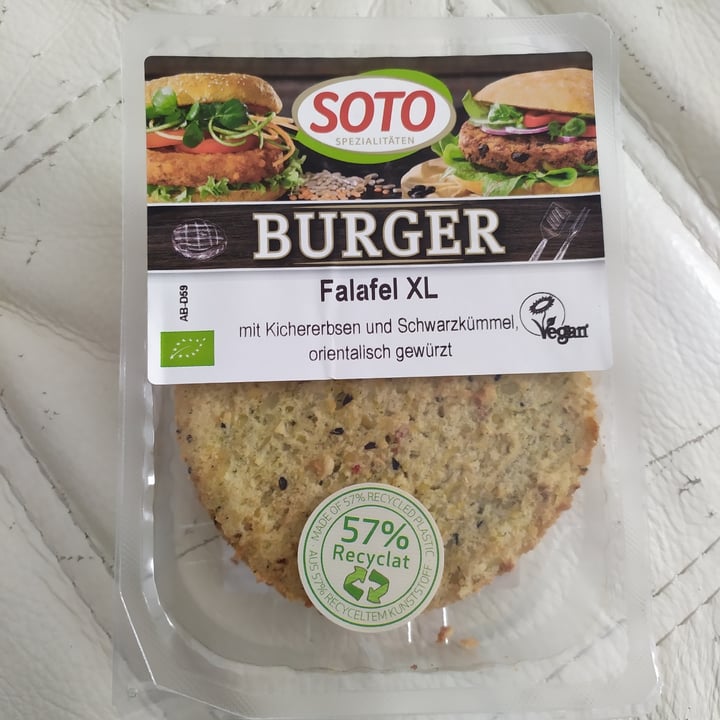 SOTO
SPEZIALITÄTEN
BURGER
Falafel XL
mit Kichererbsen und Schwarzkümmel,
orientalisch gewürzt
AB-D59
Vegan
MADE OF 57% RECYCLED PLASTIC
57%
Recyclat
AUS 57% RECYCELTEM KUNSTSTOFF